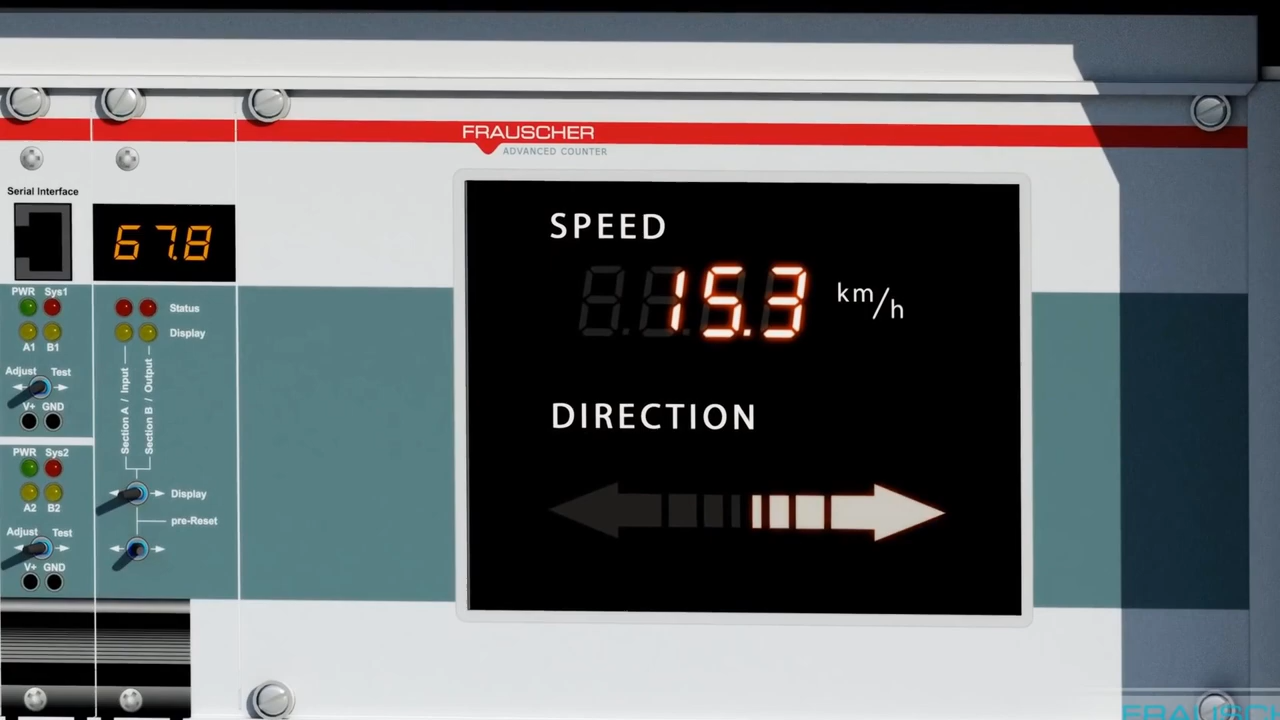 FRAUSCHER
ADVANCED COUNTER
Serial Interface
67.8
PWR Sys1
A1 B1
Adjust Test
V+ GND
PWR Sys2
A2 B2
Adjust Test
V+ GND
Status
Display
Section A / Input
Section B / Output
Display
pre-Reset
SPEED
15.3 km/h
DIRECTION